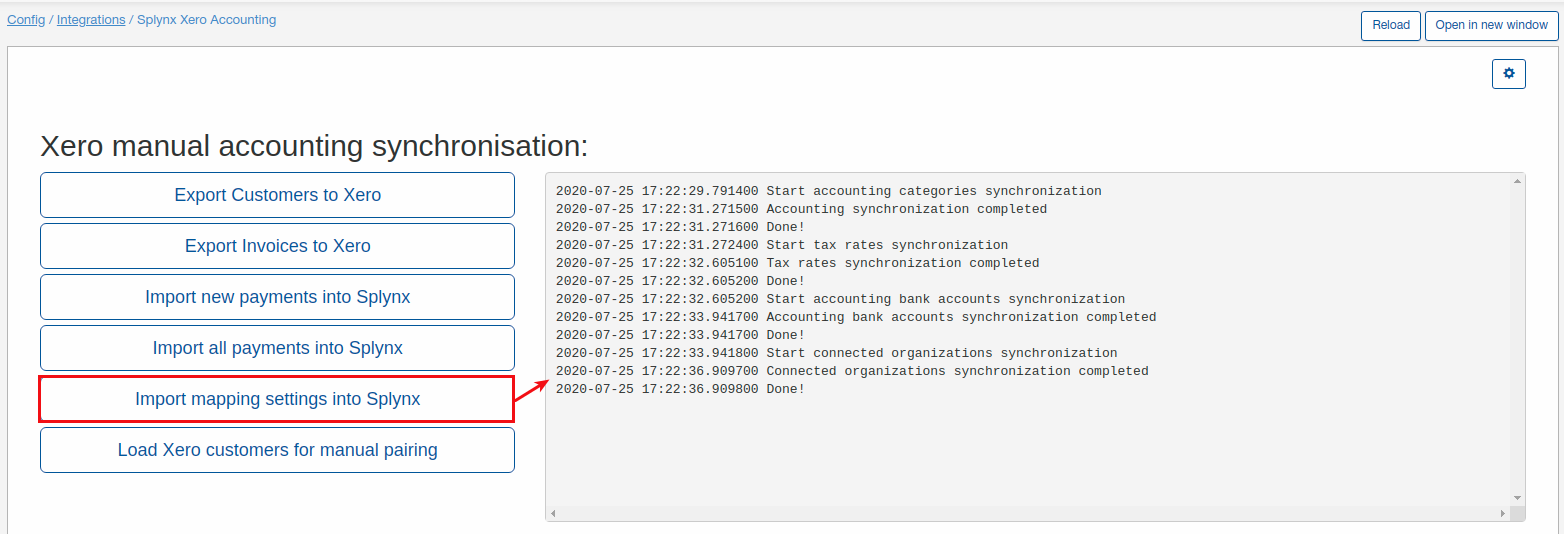 Config / Integrations / Splynx Xero Accounting
Reload
Open in new window
Xero manual accounting synchronisation:
Export Customers to Xero
Export Invoices to Xero
Import new payments into Splynx
Import all payments into Splynx
Import mapping settings into Splynx
Load Xero customers for manual pairing
2020-07-25 17:22:29.791400 Start accounting categories synchronization
2020-07-25 17:22:31.271500 Accounting synchronization completed
2020-07-25 17:22:31.271600 Done!
2020-07-25 17:22:31.272400 Start tax rates synchronization
2020-07-25 17:22:32.605100 Tax rates synchronization completed
2020-07-25 17:22:32.605200 Done!
2020-07-25 17:22:32.605200 Start accounting bank accounts synchronization
2020-07-25 17:22:33.941700 Accounting bank accounts synchronization completed
2020-07-25 17:22:33.941700 Done!
2020-07-25 17:22:33.941800 Start connected organizations synchronization
2020-07-25 17:22:36.909700 Connected organizations synchronization completed
2020-07-25 17:22:36.909800 Done!